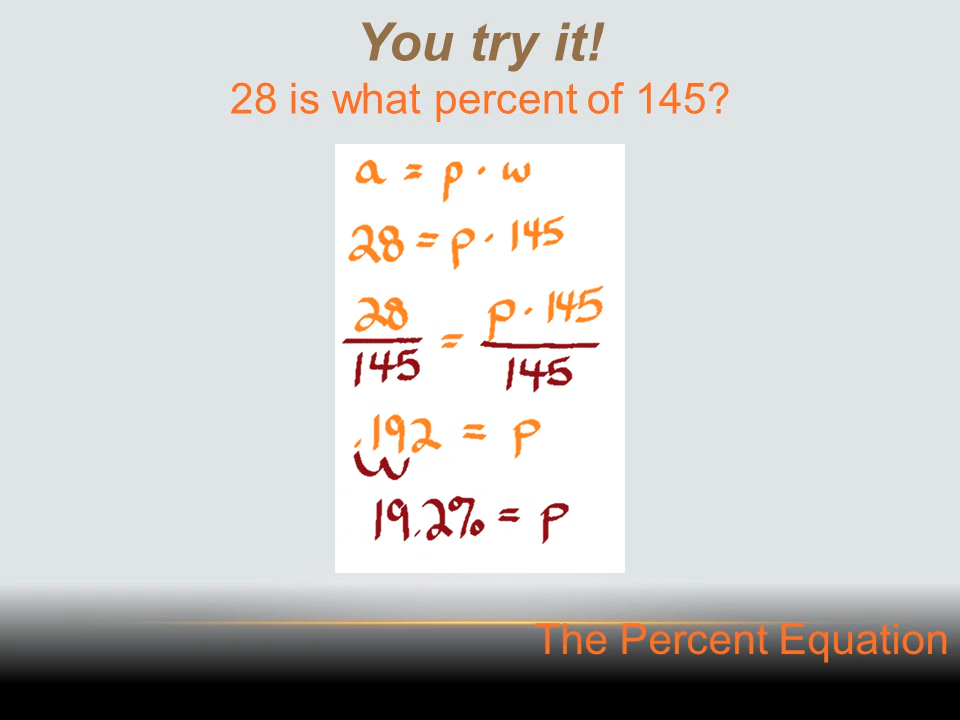 You try it!
28 is what percent of 145?
a = p · w
28 = p · 145
28/145 = p · 145/145
.192 = p
19.2% = p
The Percent Equation